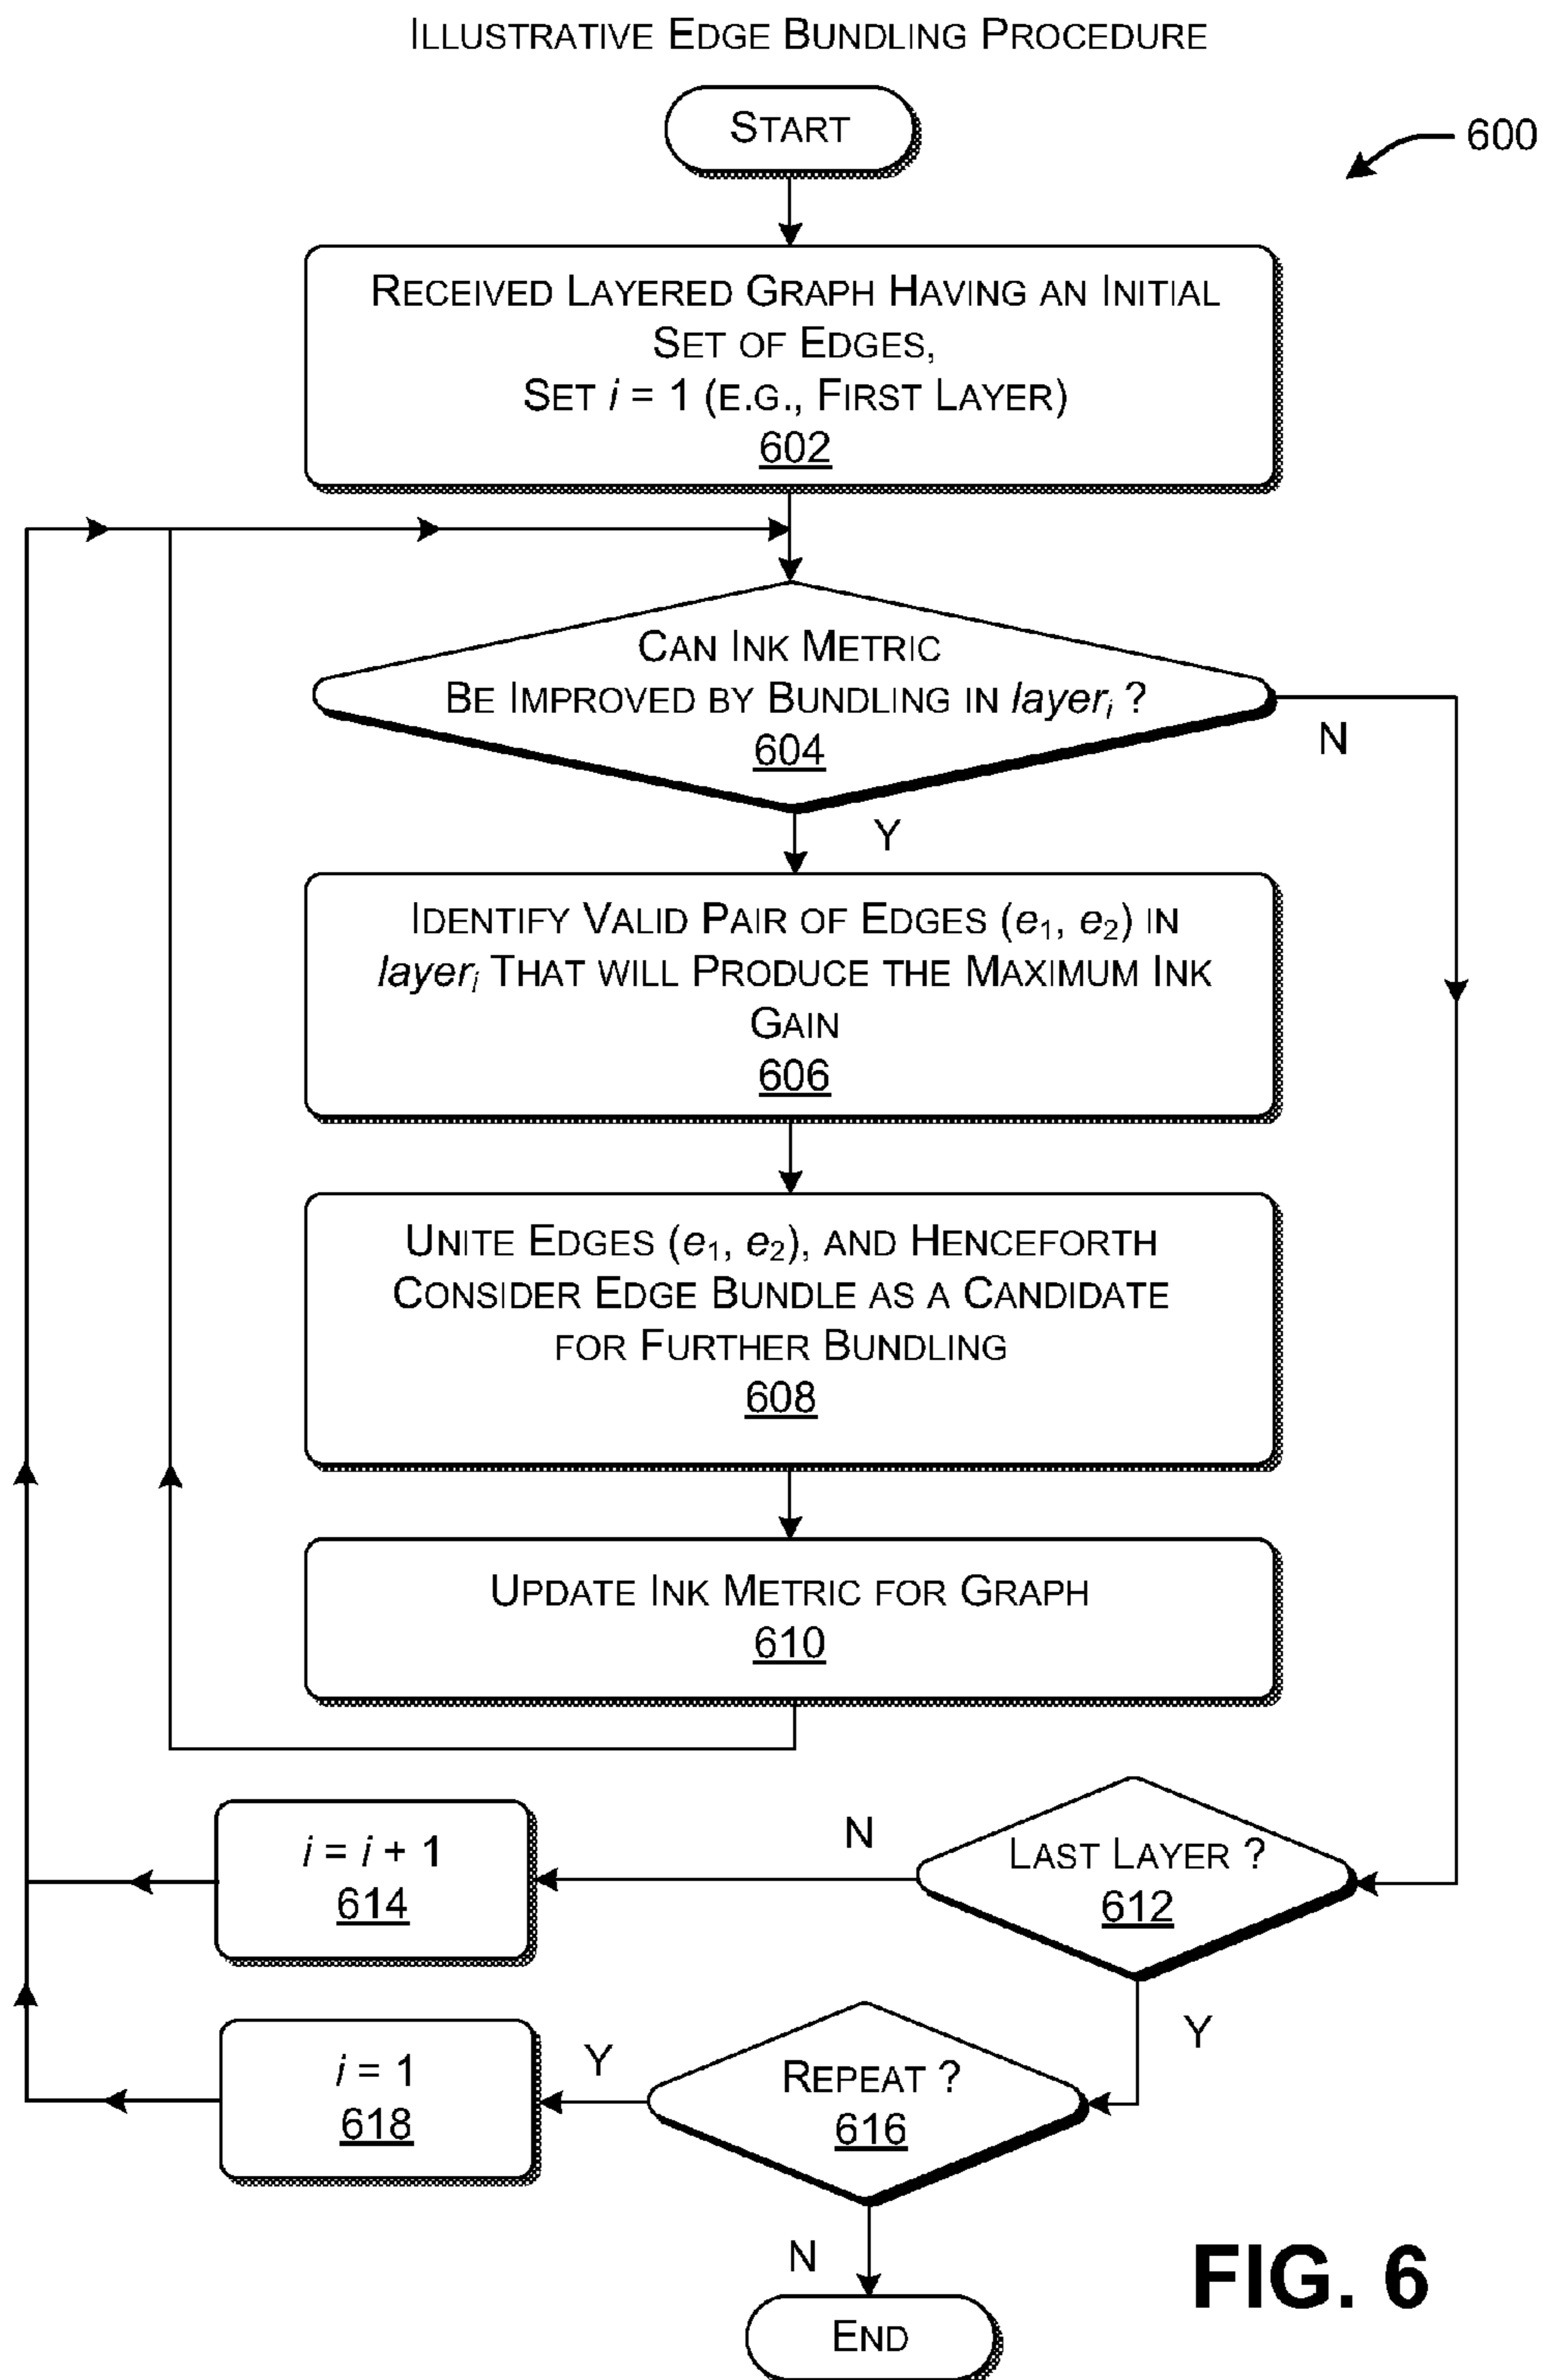 ILLUSTRATIVE EDGE BUNDLING PROCEDURE
START
600
RECEIVED LAYERED GRAPH HAVING AN INITIAL
SET OF EDGES,
SET i = 1 (E.G., FIRST LAYER)
602
CAN INK METRIC
BE IMPROVED BY BUNDLING IN layerᵢ ?
604
N
Y
IDENTIFY VALID PAIR OF EDGES (e₁, e₂) IN
layerᵢ THAT WILL PRODUCE THE MAXIMUM INK
GAIN
606
UNITE EDGES (e₁, e₂), AND HENCEFORTH
CONSIDER EDGE BUNDLE AS A CANDIDATE
FOR FURTHER BUNDLING
608
UPDATE INK METRIC FOR GRAPH
610
LAST LAYER ?
612
N
i = i + 1
614
Y
REPEAT ?
616
Y
i = 1
618
N
END
FIG. 6